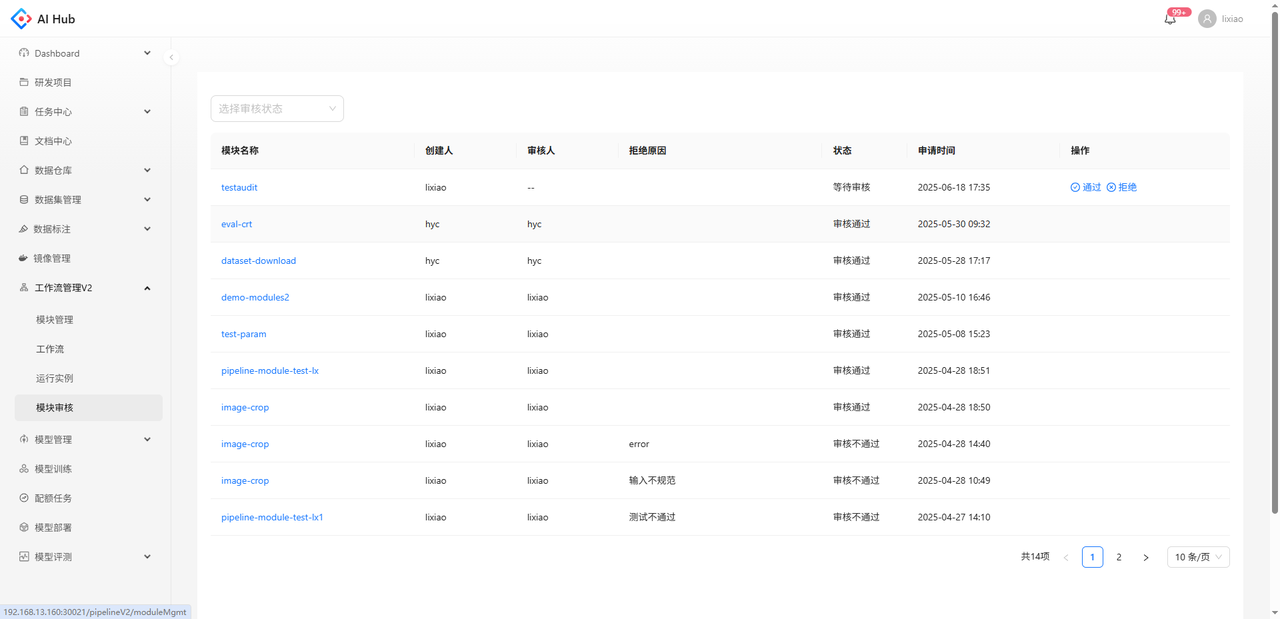 AI Hub
99+
lixiao
Dashboard
研发项目
任务中心
文档中心
数据仓库
数据集管理
数据标注
镜像管理
工作流管理V2
模块管理
工作流
运行实例
模块审核
模型管理
模型训练
配额任务
模型部署
模型评测
选择审核状态
模块名称 创建人 审核人 拒绝原因 状态 申请时间 操作
testaudit lixiao -- 等待审核 2025-06-18 17:35 通过 拒绝
eval-crt hyc hyc 审核通过 2025-05-30 09:32
dataset-download hyc hyc 审核通过 2025-05-28 17:17
demo-modules2 lixiao lixiao 审核通过 2025-05-10 16:46
test-param lixiao lixiao 审核通过 2025-05-08 15:23
pipeline-module-test-lx lixiao lixiao 审核通过 2025-04-28 18:51
image-crop lixiao lixiao 审核通过 2025-04-28 18:50
image-crop lixiao lixiao error 审核不通过 2025-04-28 14:40
image-crop lixiao lixiao 输入不规范 审核不通过 2025-04-28 10:49
pipeline-module-test-lx1 lixiao lixiao 测试不通过 审核不通过 2025-04-27 14:10
共14项 1 2 10 条/页
192.168.13.160:30021/pipelineV2/moduleMgmt